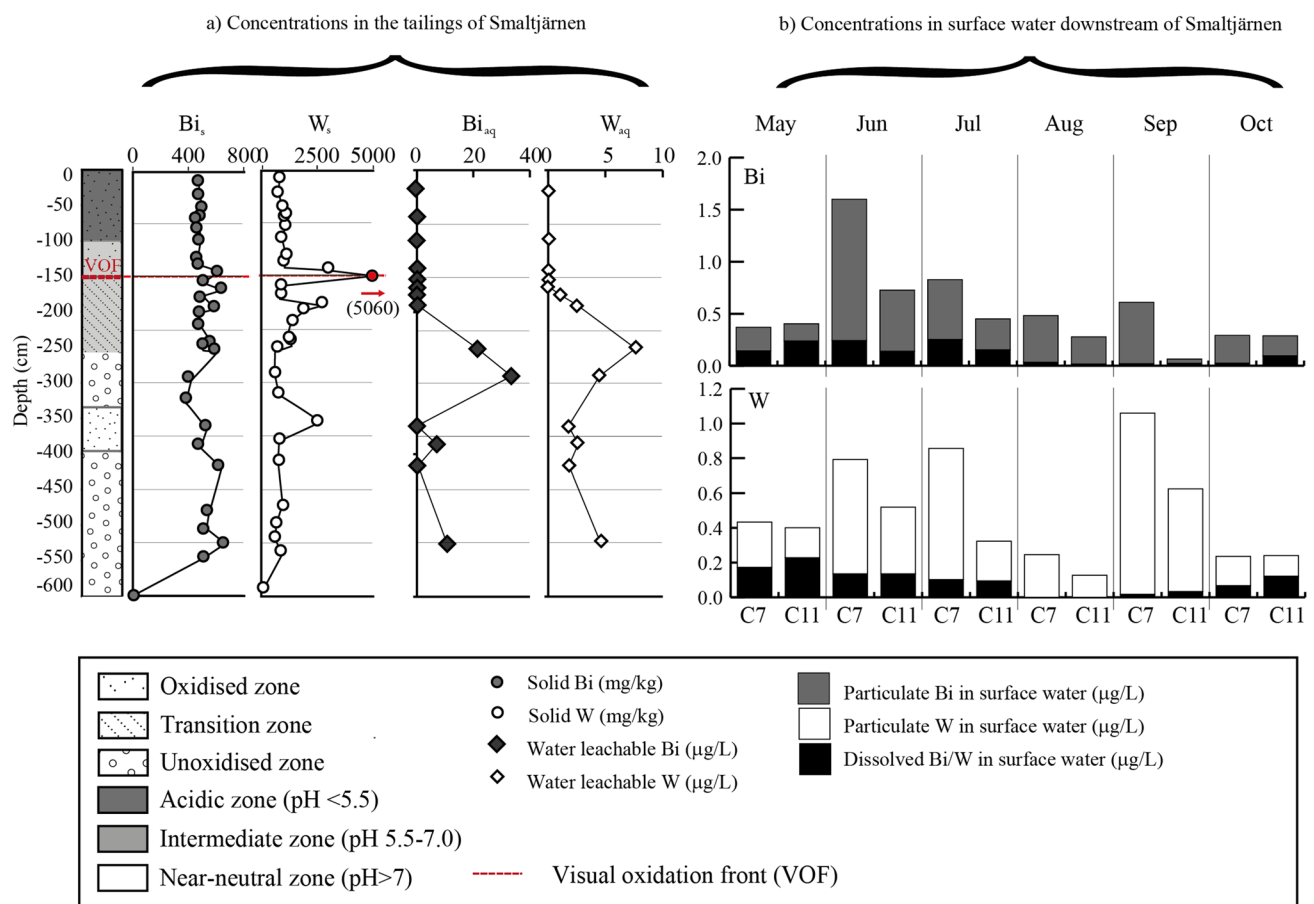 a) Concentrations in the tailings of Smaltjärnen
b) Concentrations in surface water downstream of Smaltjärnen
Bis Ws Biaq Waq
0 400 8000 2500 5000 0 20 400 5 10
Depth (cm)
0
-50
-100
-150
-200
-250
-300
-350
-400
-450
-500
-550
-600
VOF
(5060)
May Jun Jul Aug Sep Oct
Bi
2.0
1.5
1.0
0.5
0.0
W
1.2
1.0
0.8
0.6
0.4
0.2
0.0
C7 C11 C7 C11 C7 C11 C7 C11 C7 C11 C7 C11
Oxidised zone
Transition zone
Unoxidised zone
Acidic zone (pH <5.5)
Intermediate zone (pH 5.5-7.0)
Near-neutral zone (pH>7)
Solid Bi (mg/kg)
Solid W (mg/kg)
Water leachable Bi (µg/L)
Water leachable W (µg/L)
Visual oxidation front (VOF)
Particulate Bi in surface water (µg/L)
Particulate W in surface water (µg/L)
Dissolved Bi/W in surface water (µg/L)